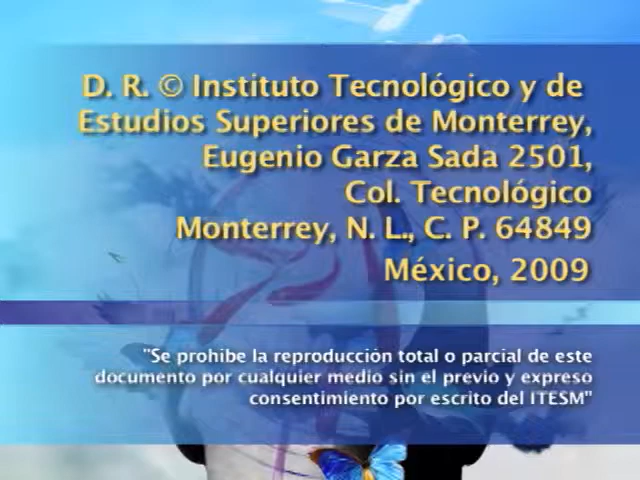 D. R. © Instituto Tecnológico y de
Estudios Superiores de Monterrey,
Eugenio Garza Sada 2501,
Col. Tecnológico
Monterrey, N. L., C. P. 64849
México, 2009
"Se prohibe la reproducción total o parcial de este
documento por cualquier medio sin el previo y expreso
consentimiento por escrito del ITESM"